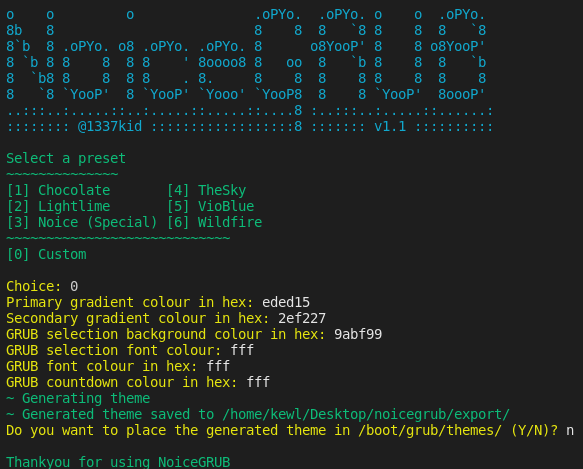 o    o         o               .oPYo.  .oPYo. o    o  .oPYo.
8b   8                         8    8  8   `8 8    8  8   `8
8`b  8 .oPYo. o8 .oPYo. .oPYo. 8      o8YooP' 8    8 o8YooP'
8 `b 8 8    8  8 8    ' 8oooo8 8   oo  8   `b 8    8  8   `b
8  `b8 8    8  8 8    . 8.     8    8  8    8 8    8  8    8
8   `8 `YooP'  8 `YooP' `Yooo' `YooP8  8    8 `YooP'  8oooP'
..:::..:.....::..:.....::.....::....8 :..:::..:.....::......:
:::::::: @1337kid ::::::::::::::::::8 ::::::: v1.1 ::::::::::
Select a preset
~~~~~~~~~~~~~~
[1] Chocolate       [4] TheSky
[2] Lightlime       [5] VioBlue
[3] Noice (Special) [6] Wildfire
~~~~~~~~~~~~~~~~~~~~~~~~~~~~
[0] Custom
Choice: 0
Primary gradient colour in hex: eded15
Secondary gradient colour in hex: 2ef227
GRUB selection background colour in hex: 9abf99
GRUB selection font colour: fff
GRUB font colour in hex: fff
GRUB countdown colour in hex: fff
~ Generating theme
~ Generated theme saved to /home/kewl/Desktop/noicegrub/export/
Do you want to place the generated theme in /boot/grub/themes/ (Y/N)? n
Thankyou for using NoiceGRUB